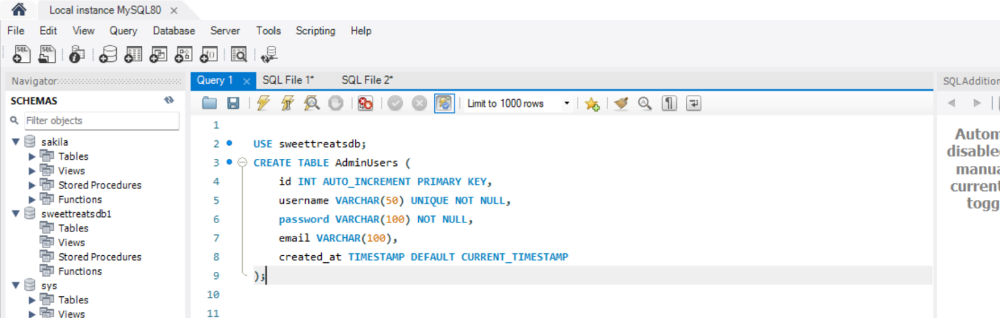 Local instance MySQL80
File Edit View Query Database Server Tools Scripting Help
SQL SQL
Navigator
SCHEMAS
Filter objects
sakila
Tables
Views
Stored Procedures
Functions
sweettreatsdb1
Tables
Views
Stored Procedures
Functions
sys
Tables
Views
Query 1 SQL File 1* SQL File 2*
Limit to 1000 rows
1
2 USE sweettreatsdb;
3 CREATE TABLE AdminUsers (
4 id INT AUTO_INCREMENT PRIMARY KEY,
5 username VARCHAR(50) UNIQUE NOT NULL,
6 password VARCHAR(100) NOT NULL,
7 email VARCHAR(100),
8 created_at TIMESTAMP DEFAULT CURRENT_TIMESTAMP
9 );
10
11
SQLAddition
Autom
disable
manua
current
togg